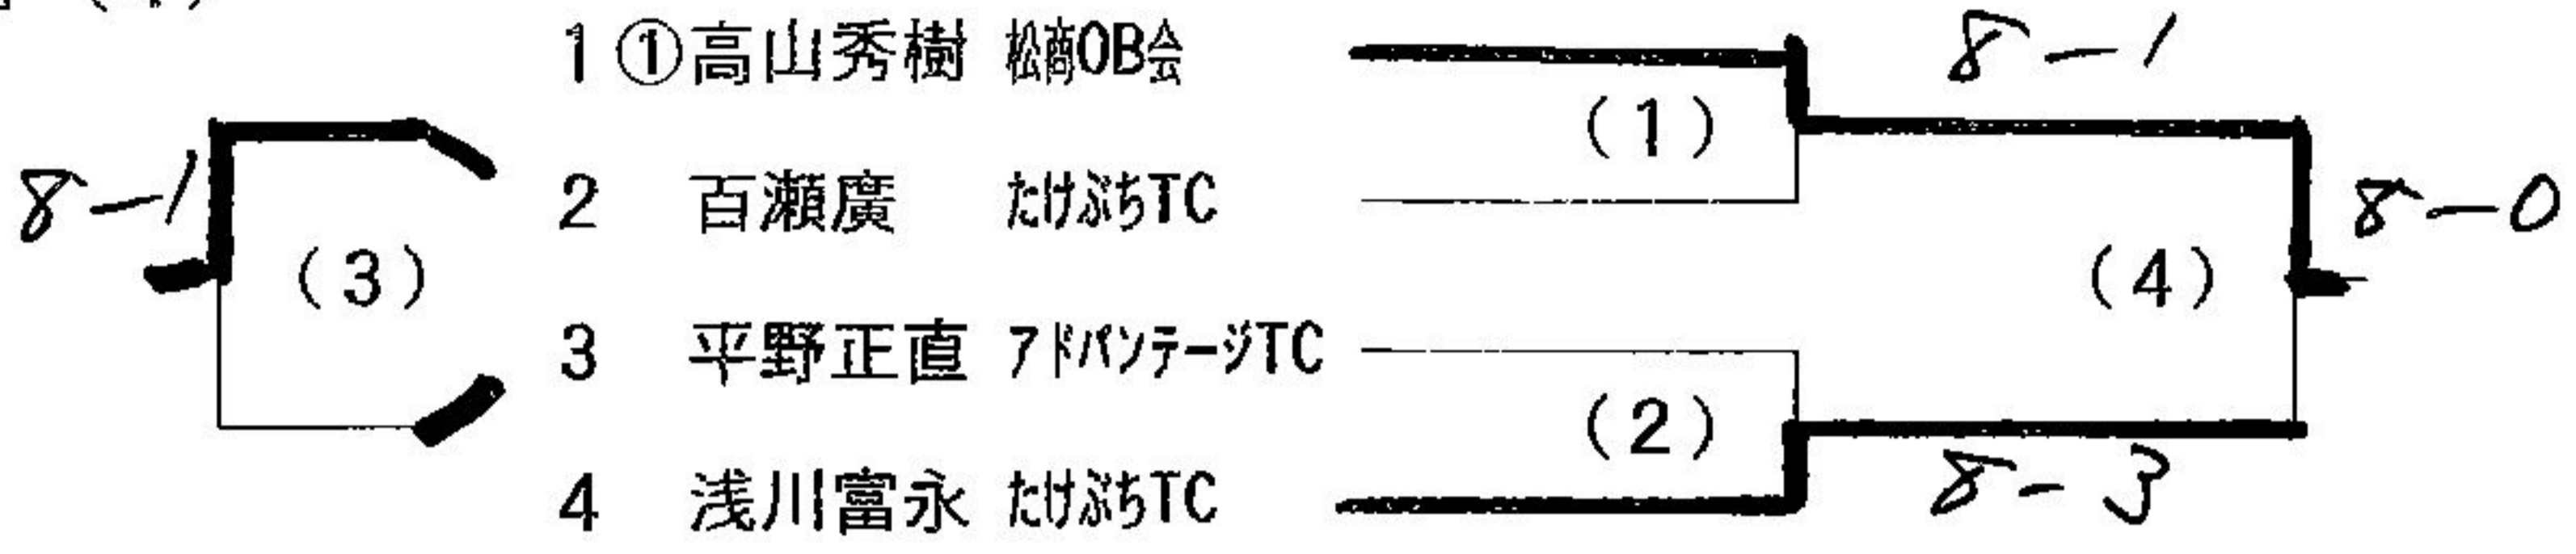 1 ①高山秀樹 松商OB会 8-1
(1)
2 百瀬廣 たけぶちTC
8-1 8-0
(3) (4)
3 平野正直 アドバンテージTC
(2)
4 浅川富永 たけぶちTC 8-3